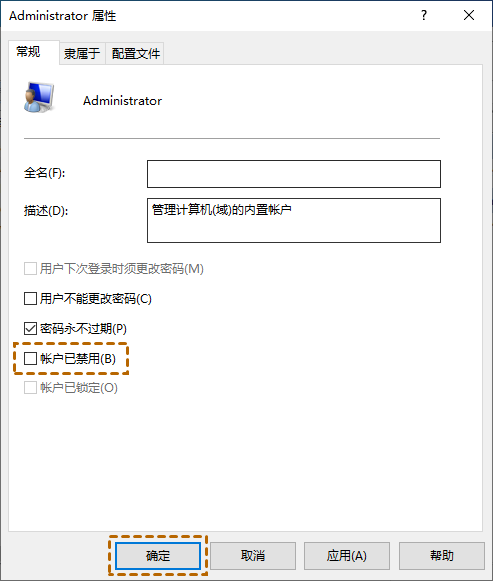 Administrator 属性
常规
隶属于
配置文件
Administrator
全名(F):
描述(D):
管理计算机(域)的内置帐户
用户下次登录时须更改密码(M)
用户不能更改密码(C)
密码永不过期(P)
帐户已禁用(B)
帐户已锁定(O)
确定
取消
应用(A)
帮助